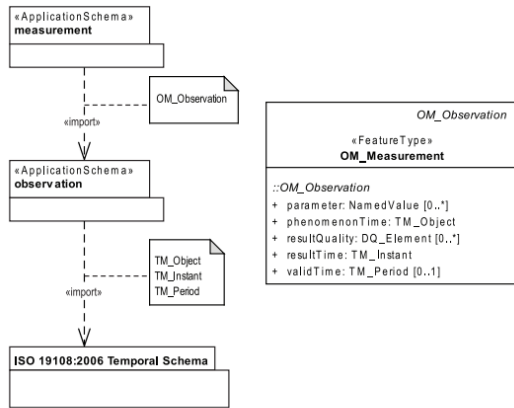 «ApplicationSchema»
measurement
OM_Observation
«import»
«ApplicationSchema»
observation
TM_Object
TM_Instant
TM_Period
«import»
ISO 19108:2006 Temporal Schema
OM_Observation
«FeatureType»
OM_Measurement
::OM_Observation
+ parameter: NamedValue [0..*]
+ phenomenonTime: TM_Object
+ resultQuality: DQ_Element [0..*]
+ resultTime: TM_Instant
+ validTime: TM_Period [0..1]